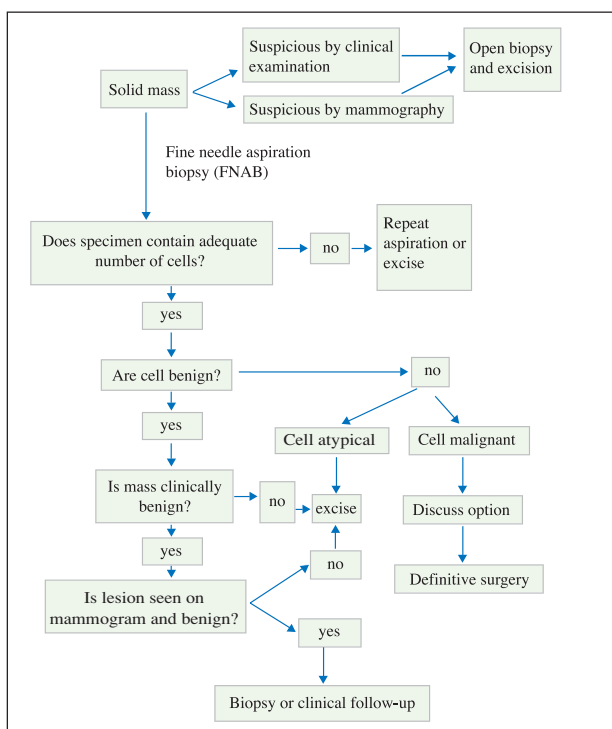 Suspicious by clinical
examination
Open biopsy
and excision
Solid mass
Suspicious by mammography
Fine needle aspiration
biopsy (FNAB)
Does specimen contain adequate
number of cells?
no
Repeat
aspiration or
excise
yes
Are cell benign?
no
yes
Cell atypical
Cell malignant
Is mass clinically
benign?
no
excise
Discuss option
yes
no
Definitive surgery
Is lesion seen on
mammogram and benign?
yes
Biopsy or clinical follow-up